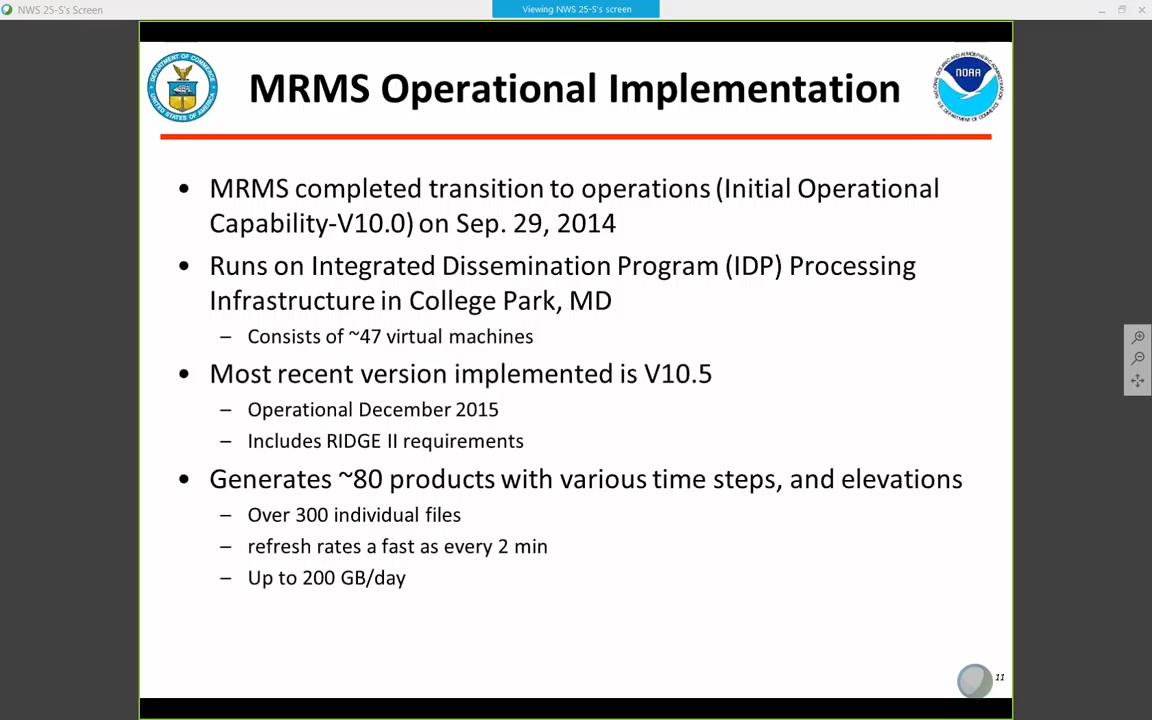 NWS 25-S's Screen
Viewing NWS 25-S's screen
MRMS Operational Implementation
NOAA
• MRMS completed transition to operations (Initial Operational
Capability-V10.0) on Sep. 29, 2014
• Runs on Integrated Dissemination Program (IDP) Processing
Infrastructure in College Park, MD
– Consists of ~47 virtual machines
• Most recent version implemented is V10.5
– Operational December 2015
– Includes RIDGE II requirements
• Generates ~80 products with various time steps, and elevations
– Over 300 individual files
– refresh rates a fast as every 2 min
– Up to 200 GB/day
11